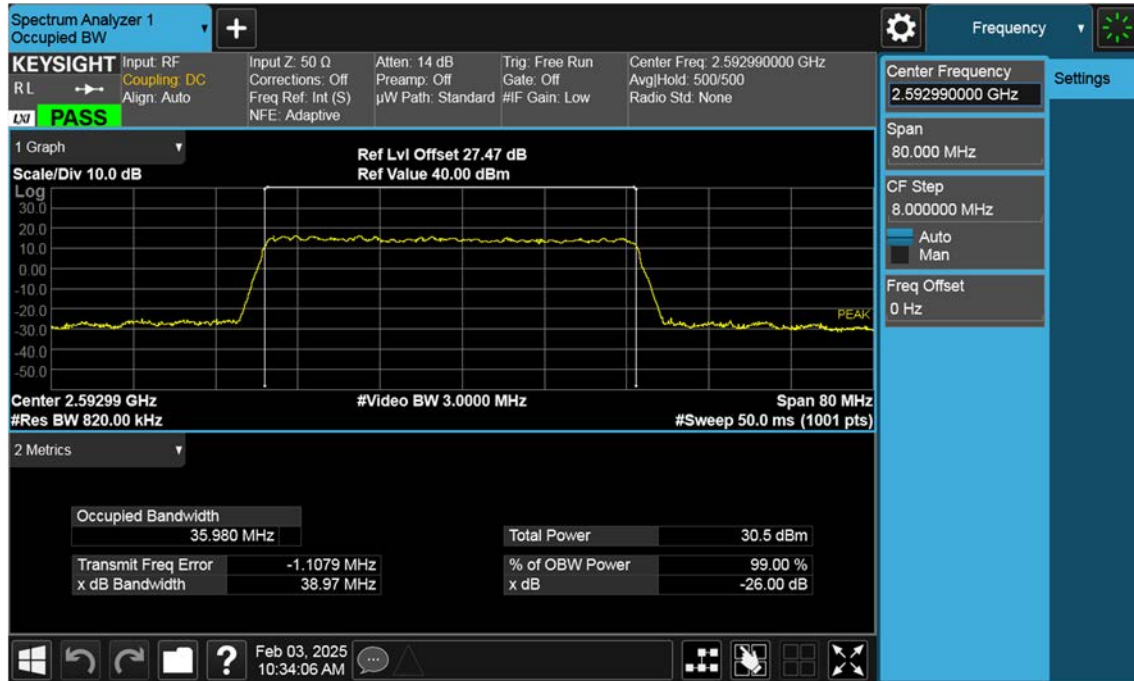 Spectrum Analyzer 1
Occupied BW
+
Frequency
KEYSIGHT
R L
LXI PASS
Input: RF
Coupling: DC
Align: Auto
Input Z: 50 Ω
Corrections: Off
Freq Ref: Int (S)
NFE: Adaptive
Atten: 14 dB
Preamp: Off
µW Path: Standard
Trig: Free Run
Gate: Off
#IF Gain: Low
Center Freq: 2.592990000 GHz
Avg|Hold: 500/500
Radio Std: None
Center Frequency
2.592990000 GHz
Settings
Span
80.000 MHz
CF Step
8.000000 MHz
Auto
Man
Freq Offset
0 Hz
1 Graph
Scale/Div 10.0 dB
Ref Lvl Offset 27.47 dB
Ref Value 40.00 dBm
Log
30.0
20.0
10.0
0.00
-10.0
-20.0
-30.0
-40.0
-50.0
PEAK
Center 2.59299 GHz
#Video BW 3.0000 MHz
Span 80 MHz
#Res BW 820.00 kHz
#Sweep 50.0 ms (1001 pts)
2 Metrics
Occupied Bandwidth
35.980 MHz
Total Power 30.5 dBm
Transmit Freq Error -1.1079 MHz
% of OBW Power 99.00 %
x dB Bandwidth 38.97 MHz
x dB -26.00 dB
?
Feb 03, 2025
10:34:06 AM